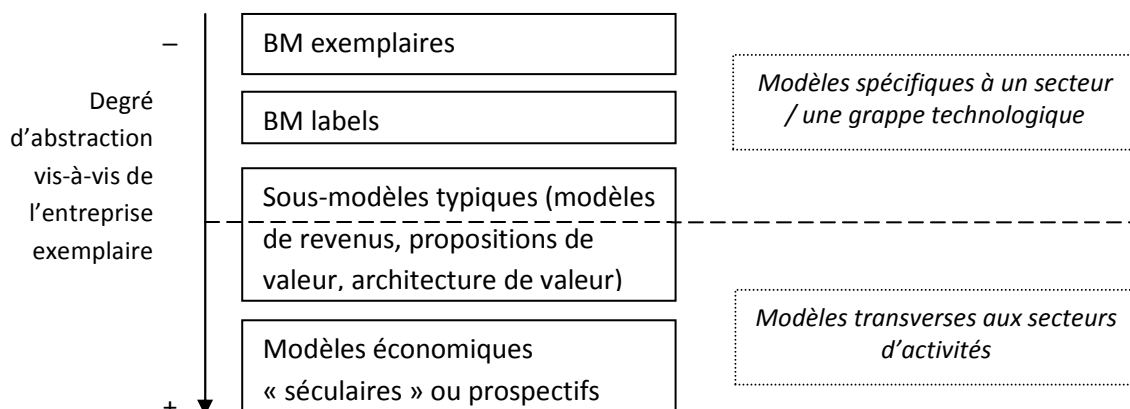 –
Degré
d’abstraction
vis-à-vis de
l’entreprise
exemplaire
+
BM exemplaires
BM labels
Sous-modèles typiques (modèles
de revenus, propositions de
valeur, architecture de valeur)
Modèles économiques
« séculaires » ou prospectifs
Modèles spécifiques à un secteur
/ une grappe technologique
Modèles transverses aux secteurs
d’activités